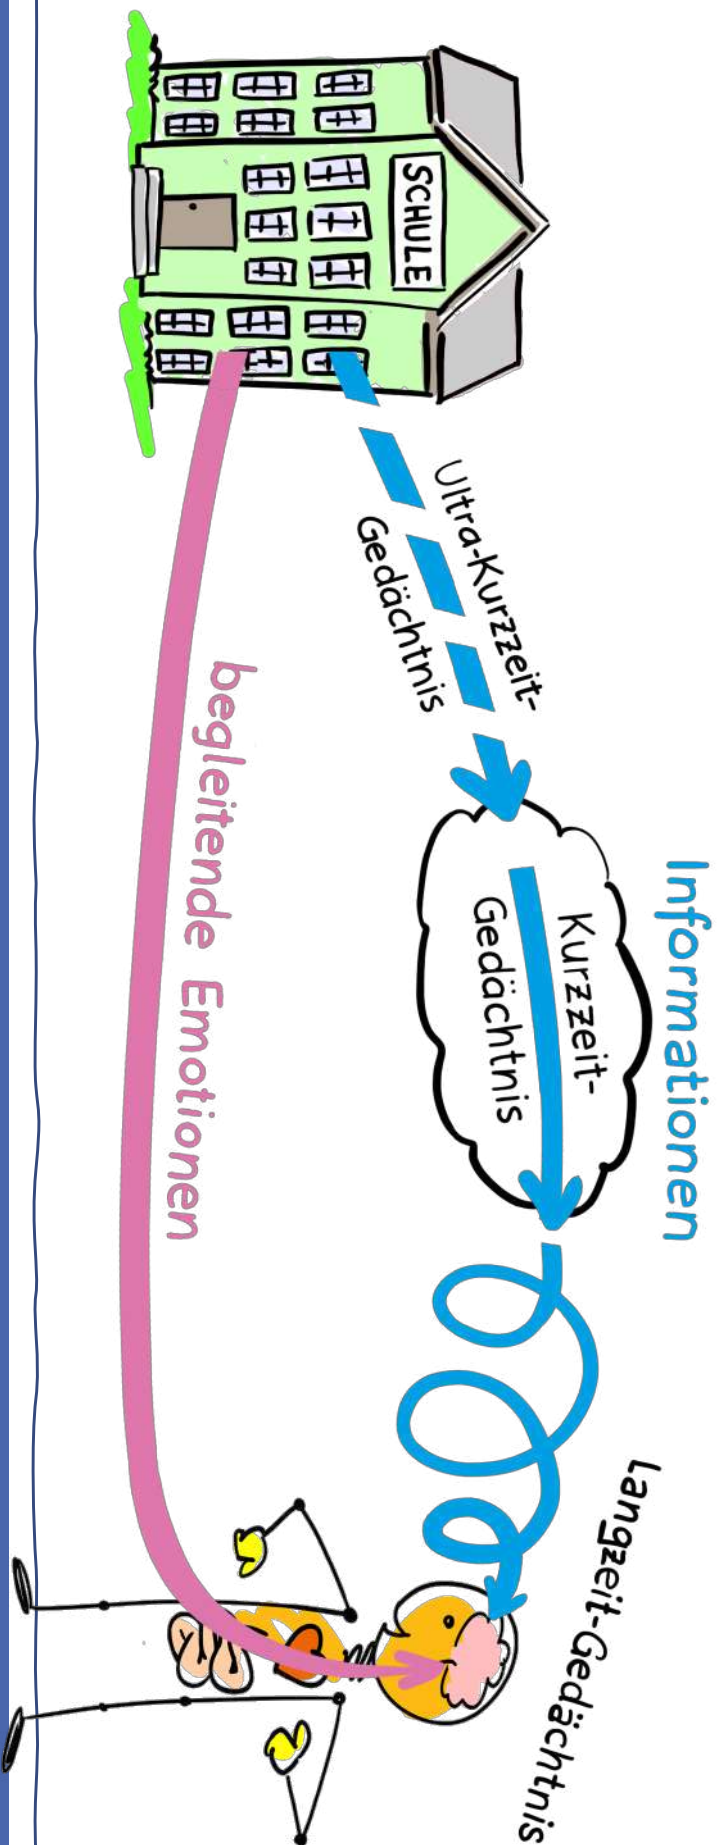 Informationen
SCHULE
Ultra-Kurzzeit-
Gedächtnis
Kurzzeit-
Gedächtnis
Langzeit-Gedächtnis
begleitende Emotionen